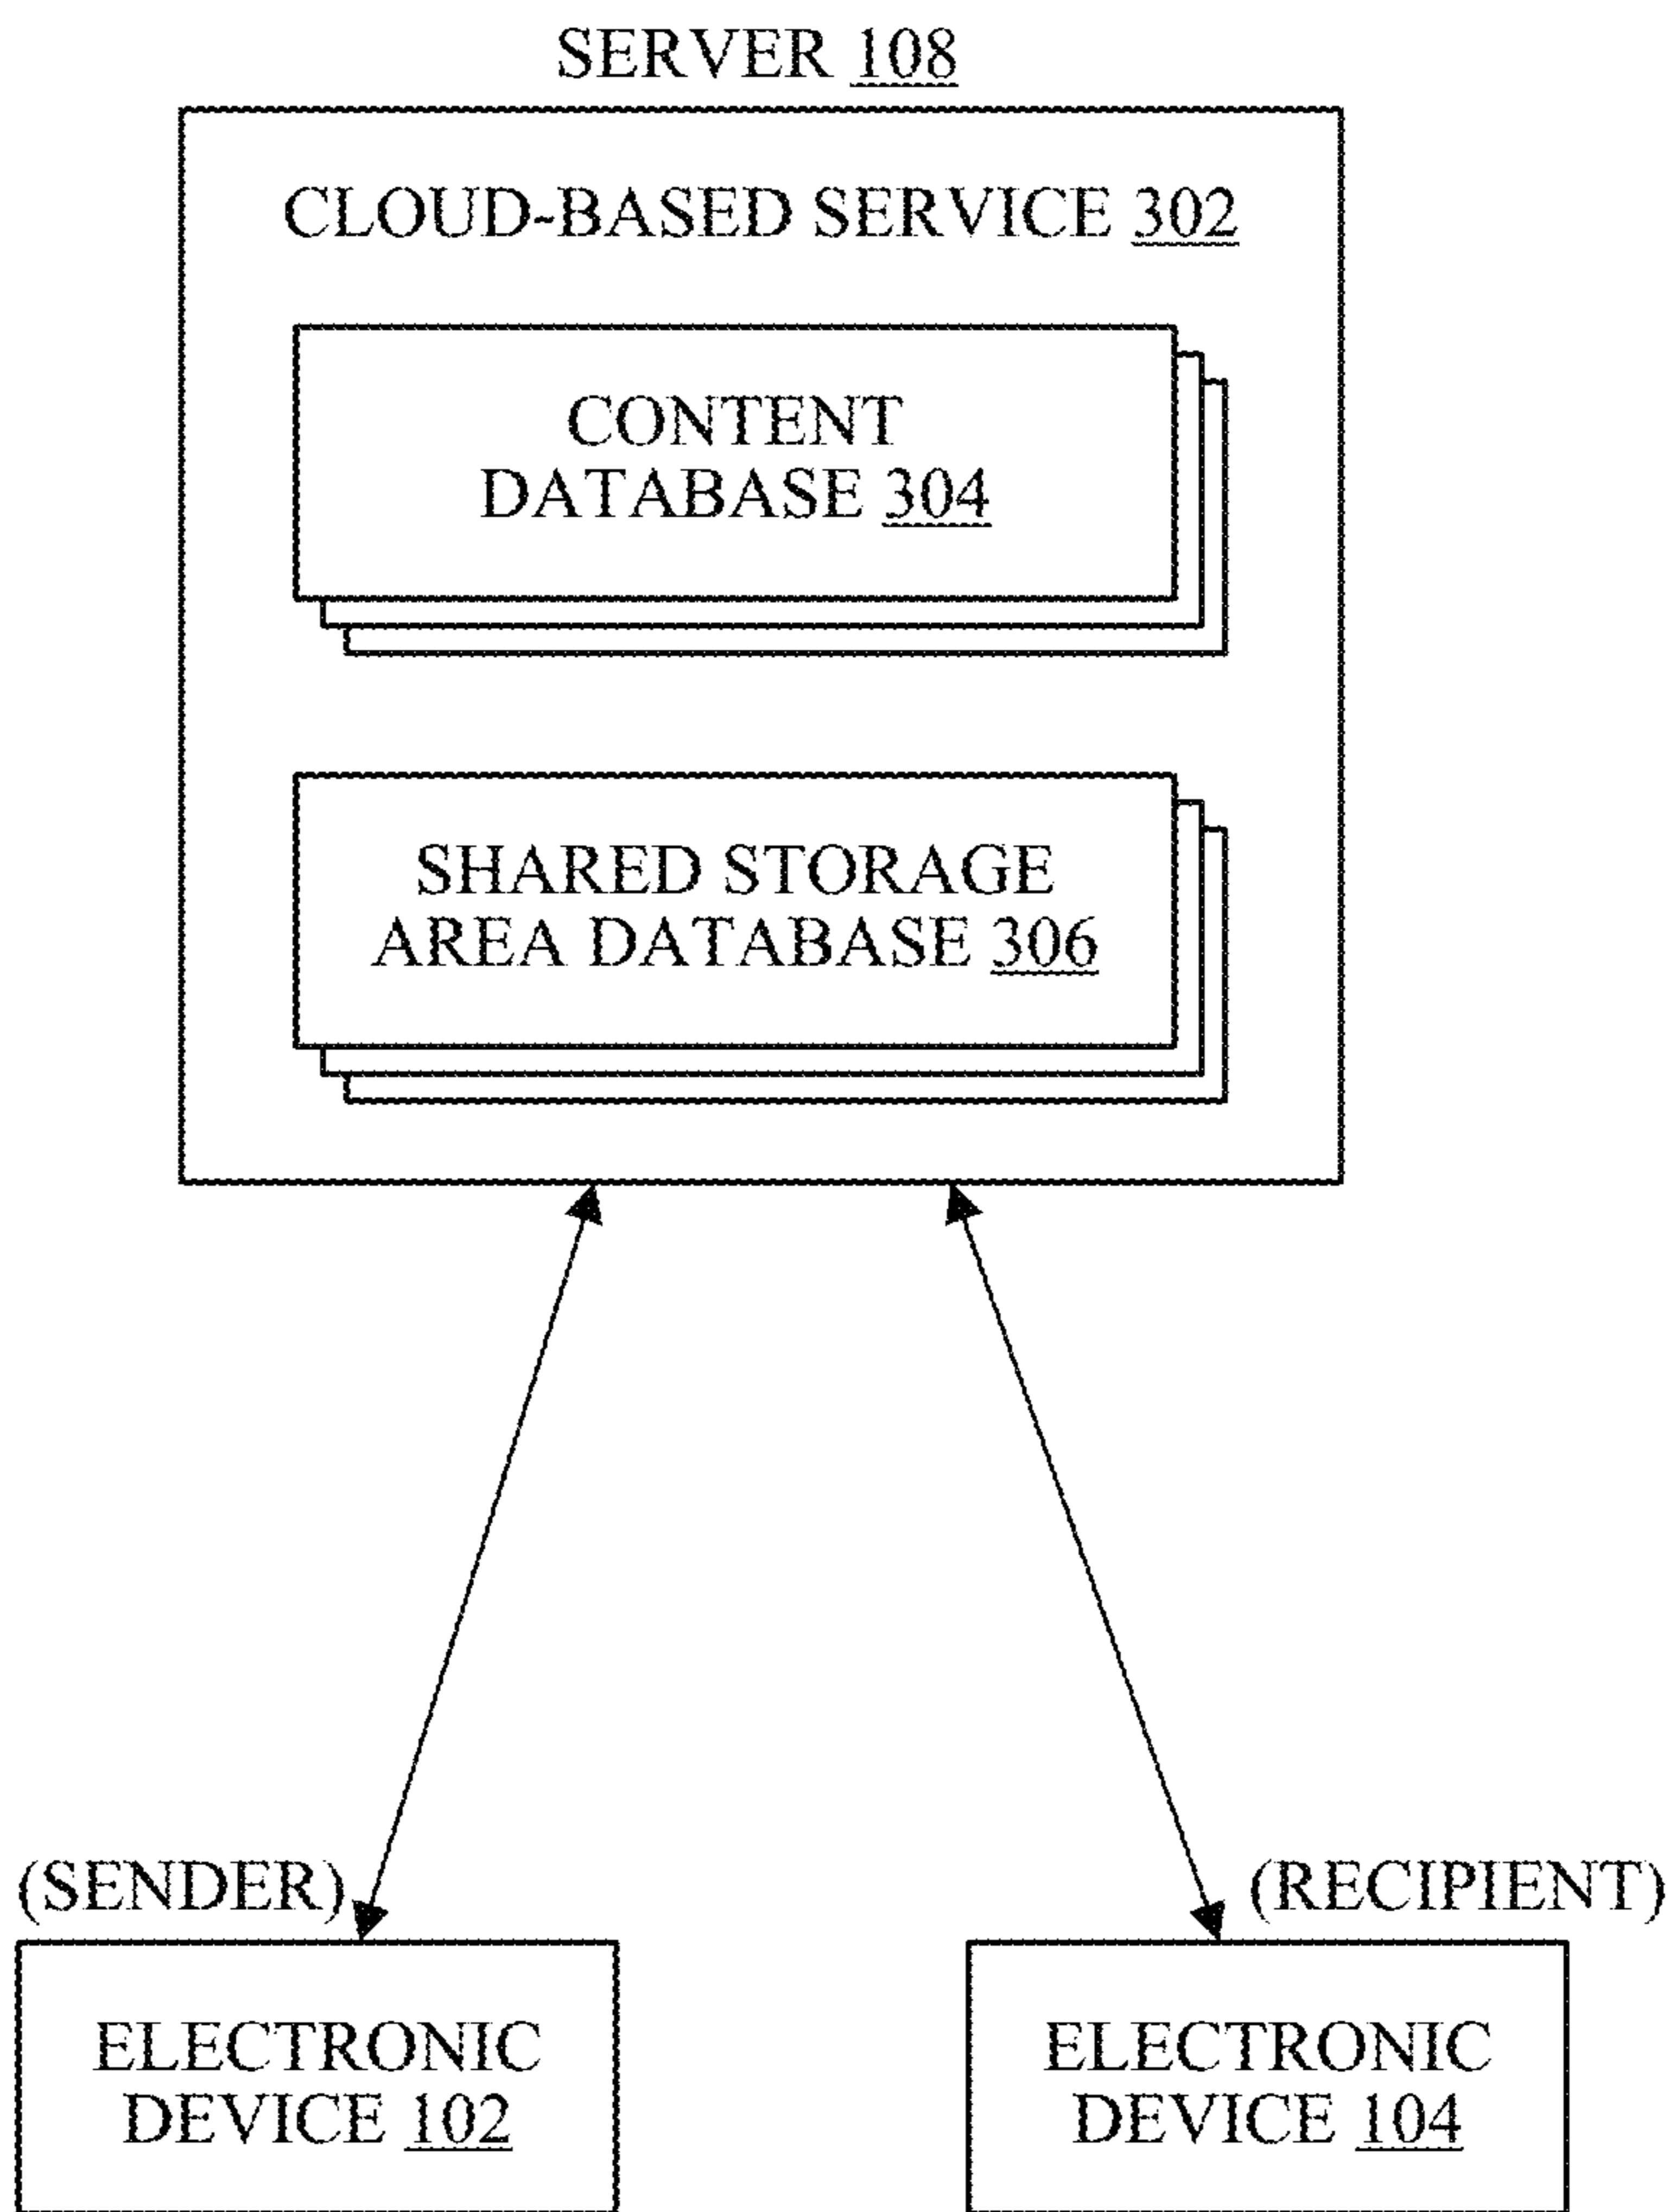 SERVER 108
CLOUD-BASED SERVICE 302
CONTENT
DATABASE 304
SHARED STORAGE
AREA DATABASE 306
(SENDER)
(RECIPIENT)
ELECTRONIC
DEVICE 102
ELECTRONIC
DEVICE 104